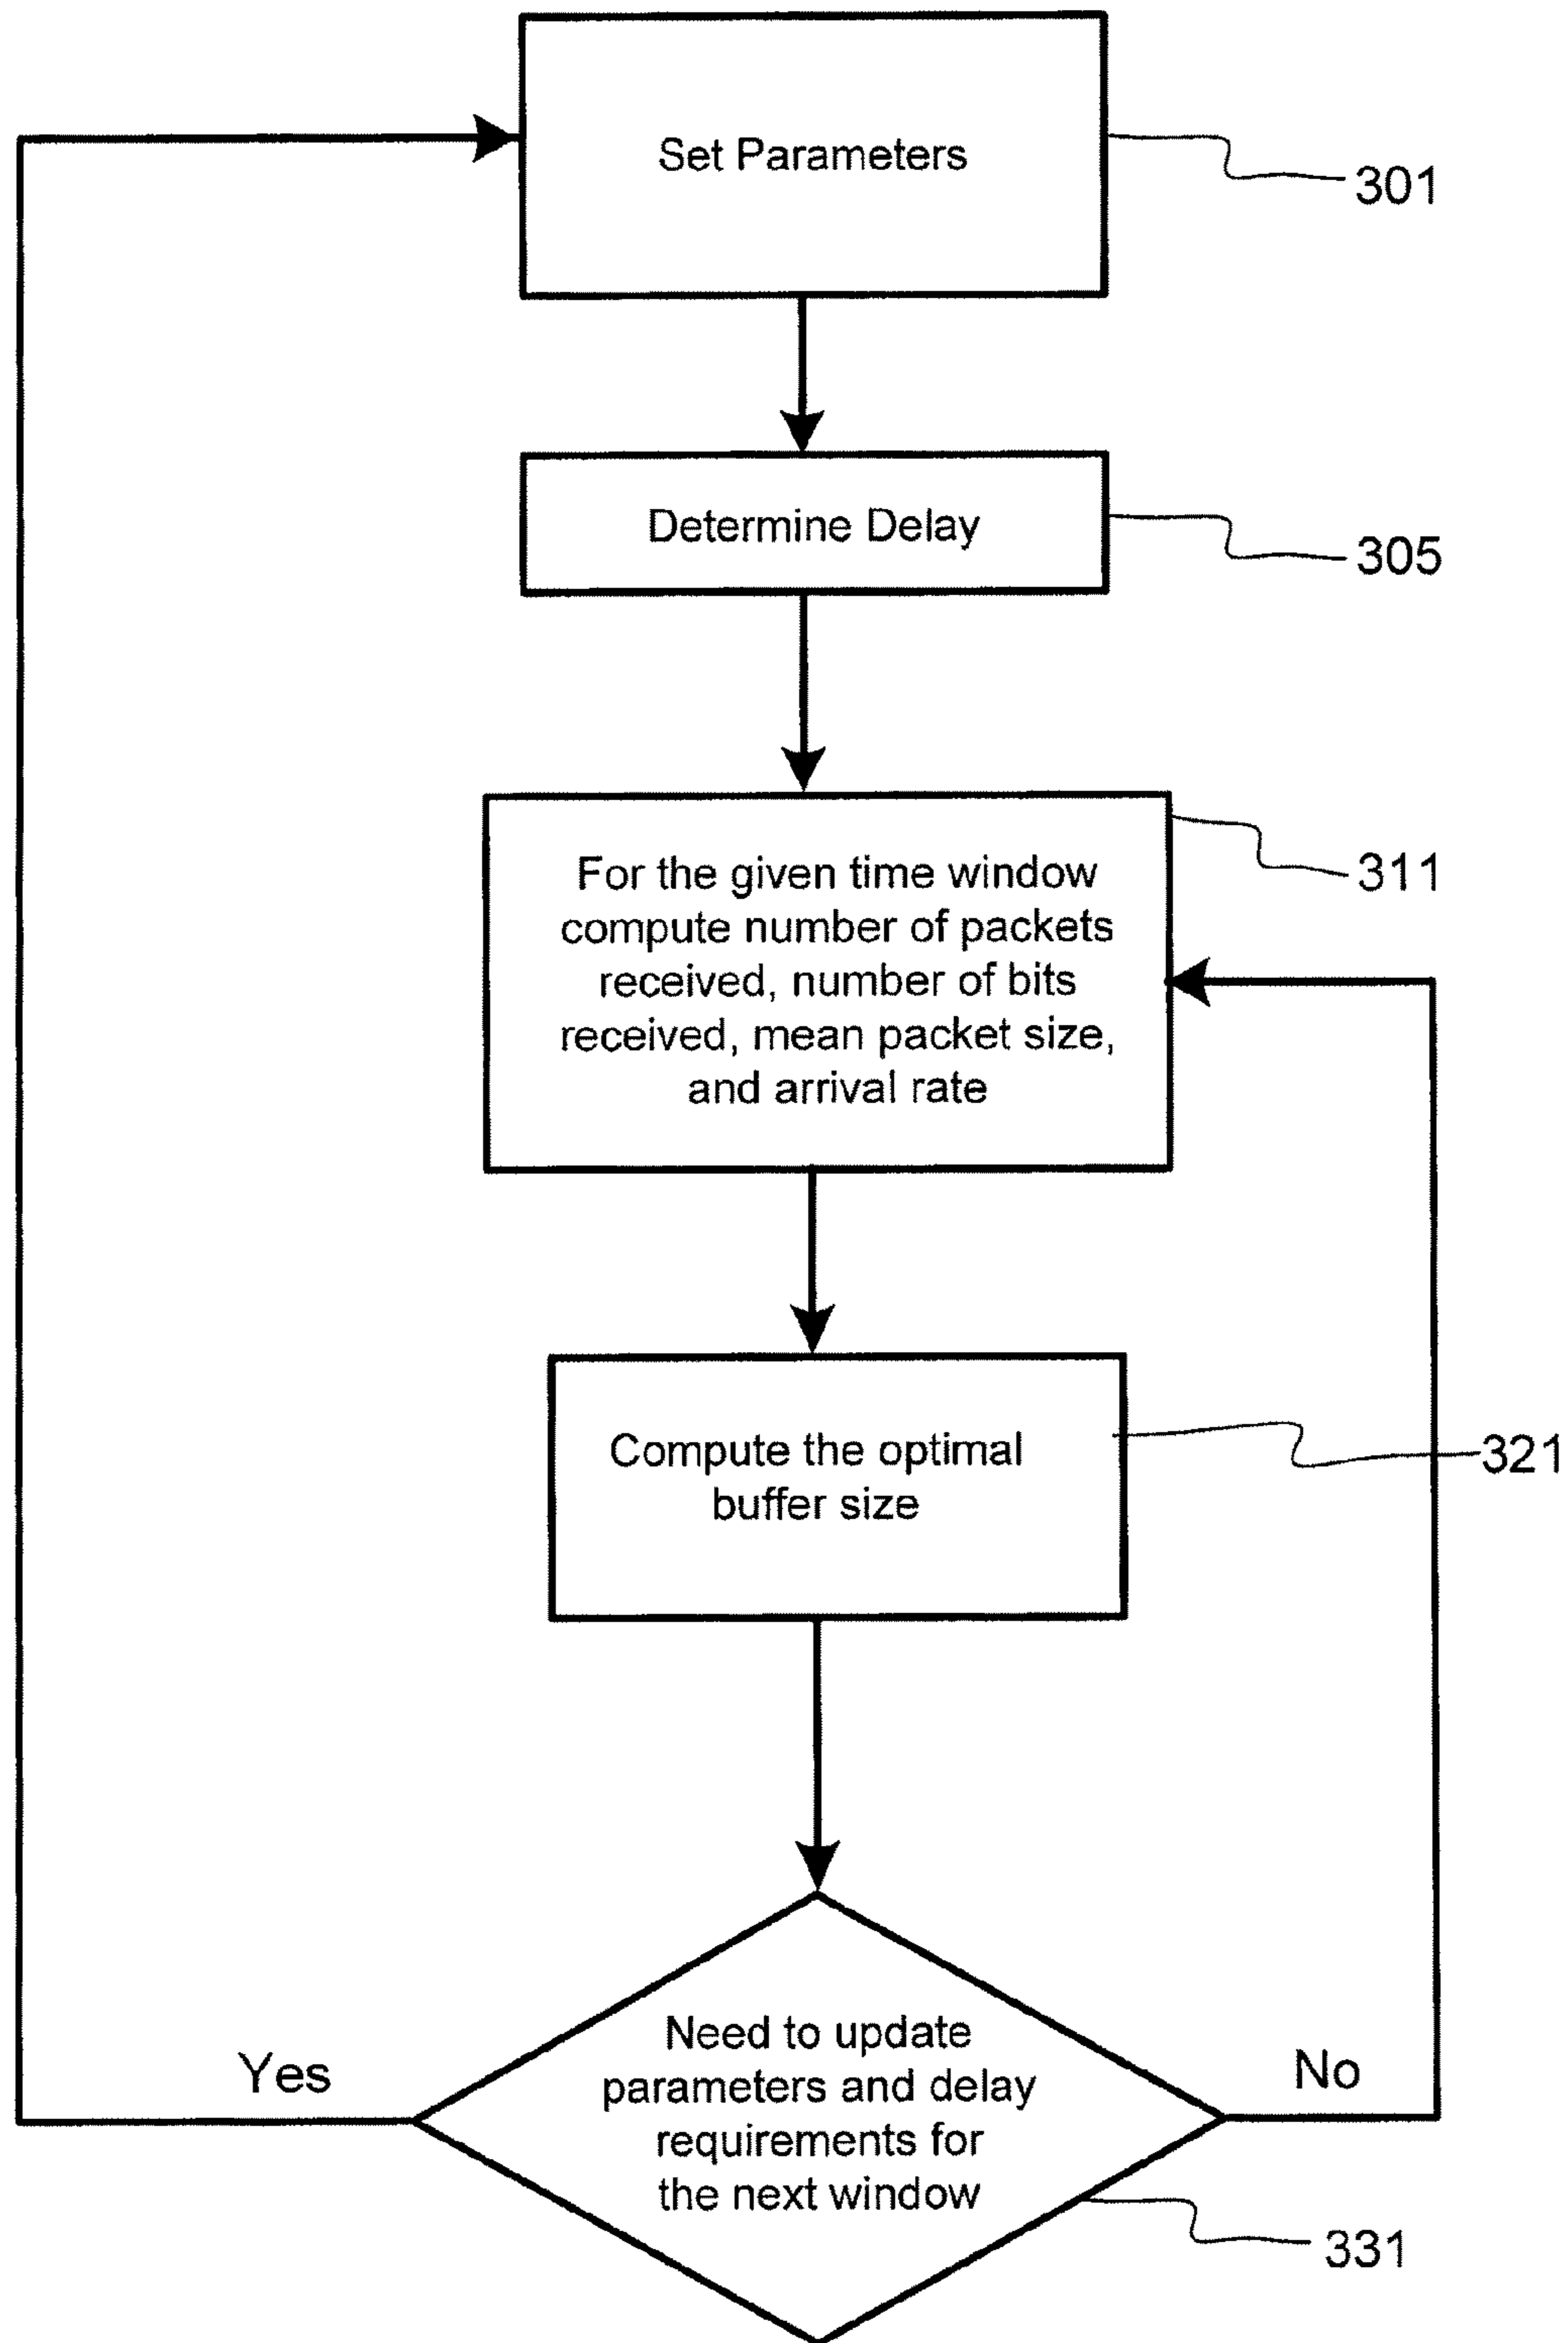 Set Parameters
301
Determine Delay
305
For the given time window
compute number of packets
received, number of bits
received, mean packet size,
and arrival rate
311
Compute the optimal
buffer size
321
Need to update
parameters and delay
requirements for
the next window
Yes
No
331